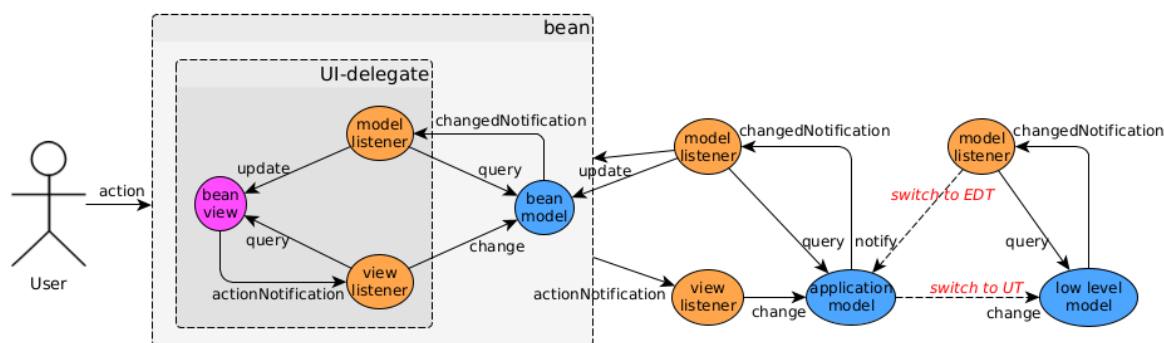 bean
UI-delegate
model
listener
changedNotification
update
query
bean
view
bean
model
query
change
view
listener
actionNotification
action
User
model
listener
changedNotification
update
query
notify
actionNotification
view
listener
change
application
model
model
listener
changedNotification
switch to EDT
query
switch to UT
change
low level
model